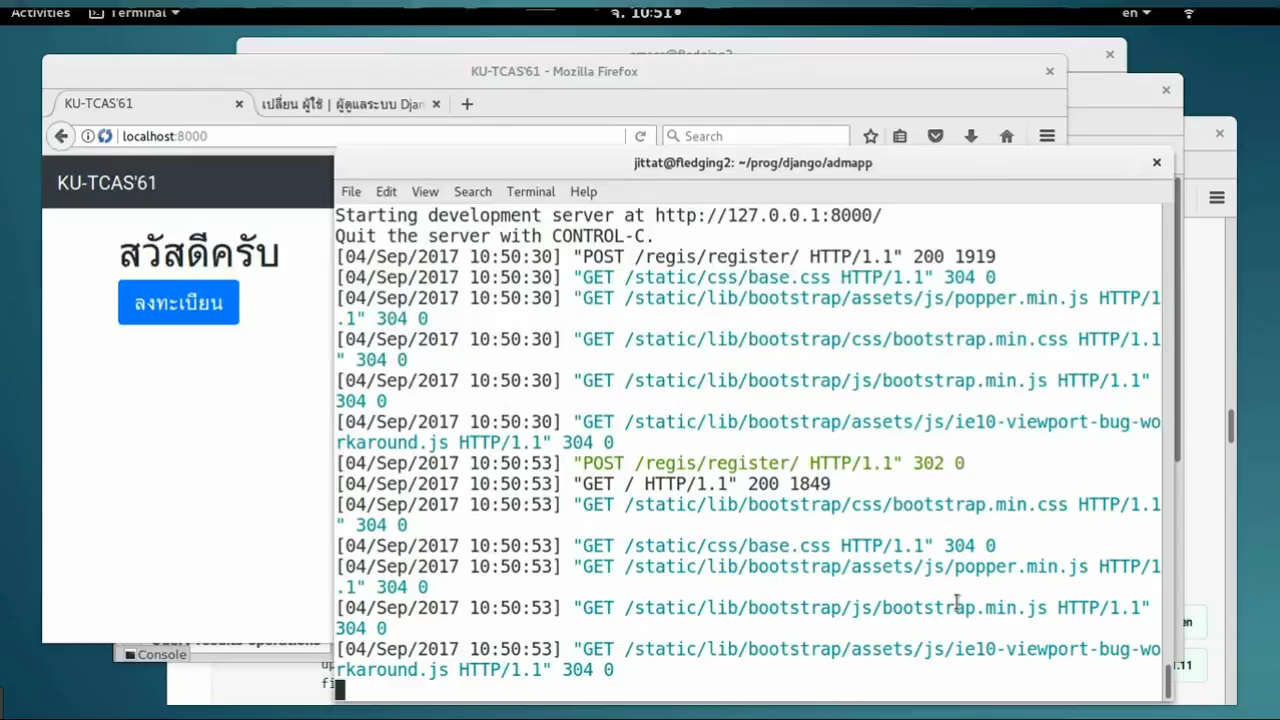 Activities
Terminal
จ. 10:51
en
KU-TCAS'61 - Mozilla Firefox
KU-TCAS'61
เปลี่ยน ผู้ใช้ | ผู้ดูแลระบบ Djan
localhost:8000
Search
KU-TCAS'61
สวัสดีครับ
ลงทะเบียน
jittat@fledging2: ~/prog/django/admapp
File Edit View Search Terminal Help
Starting development server at http://127.0.0.1:8000/
Quit the server with CONTROL-C.
[04/Sep/2017 10:50:30] "POST /regis/register/ HTTP/1.1" 200 1919
[04/Sep/2017 10:50:30] "GET /static/css/base.css HTTP/1.1" 304 0
[04/Sep/2017 10:50:30] "GET /static/lib/bootstrap/assets/js/popper.min.js HTTP/1
.1" 304 0
[04/Sep/2017 10:50:30] "GET /static/lib/bootstrap/css/bootstrap.min.css HTTP/1.1
" 304 0
[04/Sep/2017 10:50:30] "GET /static/lib/bootstrap/js/bootstrap.min.js HTTP/1.1"
304 0
[04/Sep/2017 10:50:30] "GET /static/lib/bootstrap/assets/js/ie10-viewport-bug-wo
rkaround.js HTTP/1.1" 304 0
[04/Sep/2017 10:50:53] "POST /regis/register/ HTTP/1.1" 302 0
[04/Sep/2017 10:50:53] "GET / HTTP/1.1" 200 1849
[04/Sep/2017 10:50:53] "GET /static/lib/bootstrap/css/bootstrap.min.css HTTP/1.1
" 304 0
[04/Sep/2017 10:50:53] "GET /static/css/base.css HTTP/1.1" 304 0
[04/Sep/2017 10:50:53] "GET /static/lib/bootstrap/assets/js/popper.min.js HTTP/1
.1" 304 0
[04/Sep/2017 10:50:53] "GET /static/lib/bootstrap/js/bootstrap.min.js HTTP/1.1"
304 0
[04/Sep/2017 10:50:53] "GET /static/lib/bootstrap/assets/js/ie10-viewport-bug-wo
rkaround.js HTTP/1.1" 304 0
Console
en
.11